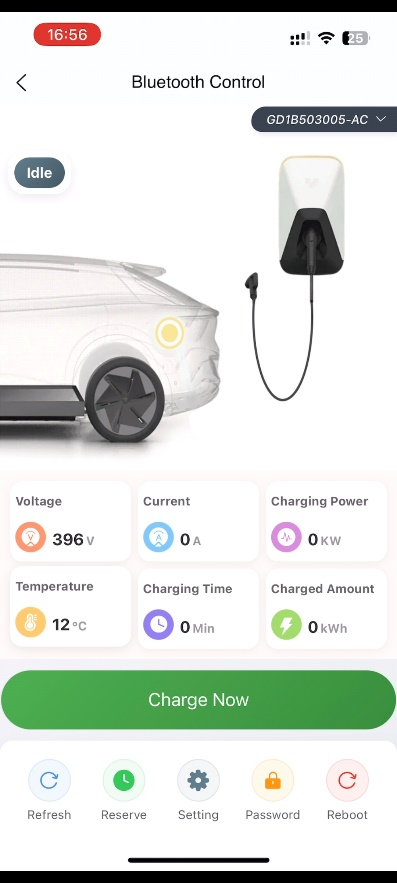 16:56
25
Bluetooth Control
GD1B503005-AC
Idle
Voltage
396 V
Current
0 A
Charging Power
0 KW
Temperature
12 °C
Charging Time
0 Min
Charged Amount
0 kWh
Charge Now
Refresh
Reserve
Setting
Password
Reboot